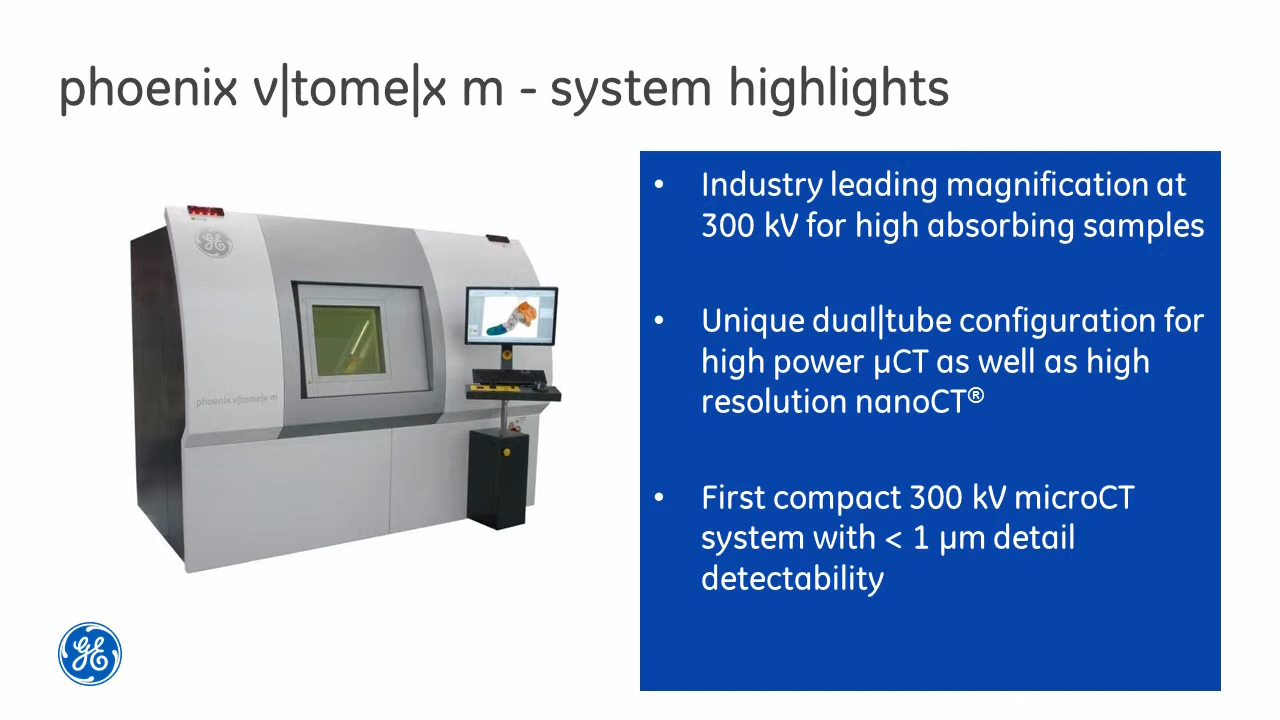 phoenix v|tome|x m - system highlights
• Industry leading magnification at
300 kV for high absorbing samples
• Unique dual|tube configuration for
high power µCT as well as high
resolution nanoCT®
• First compact 300 kV microCT
system with < 1 µm detail
detectability
GE
phoenix v|tome|x m
GE